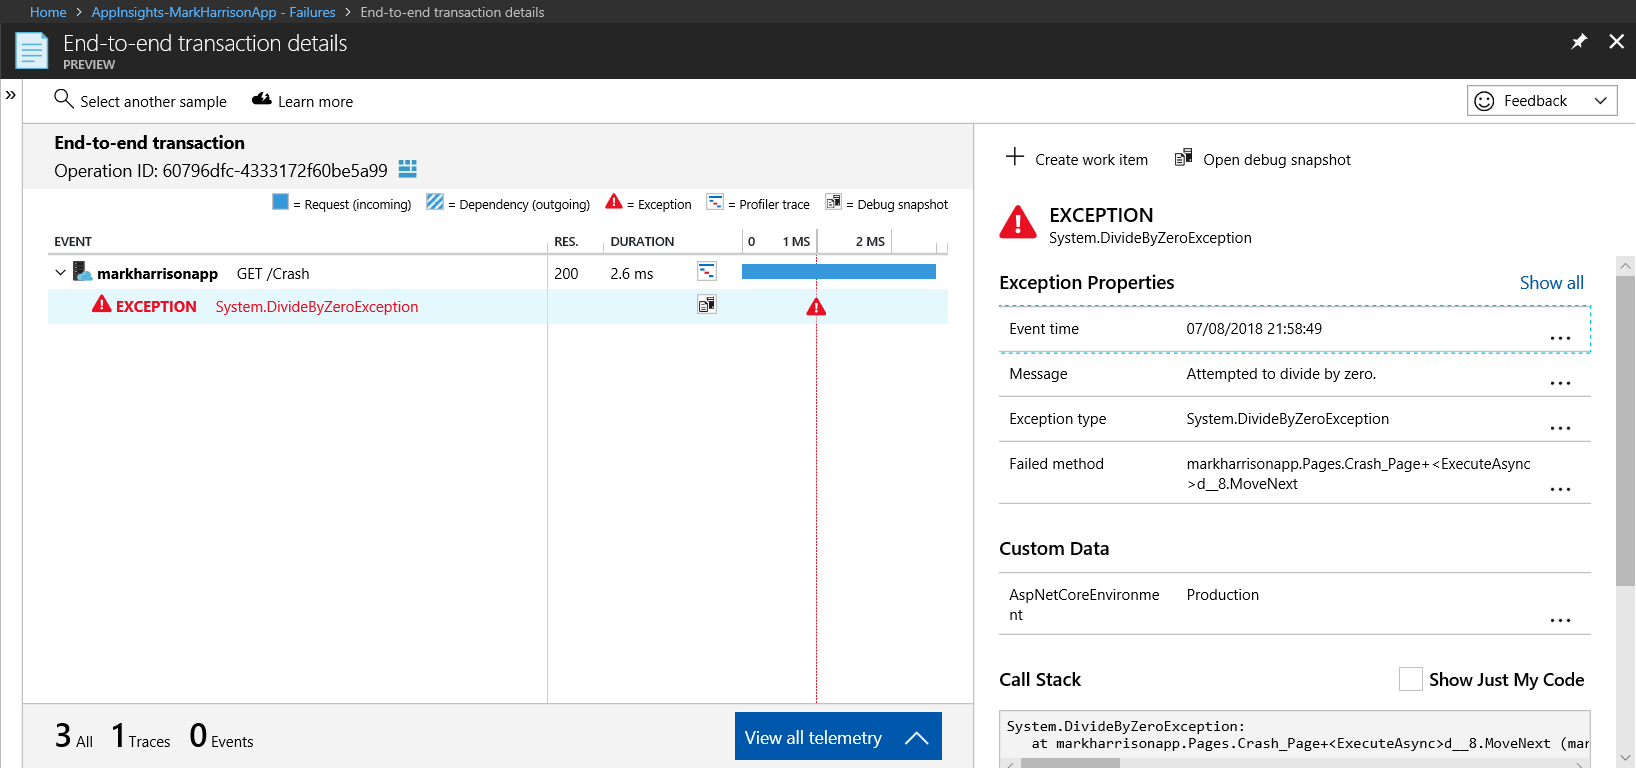 Home > AppInsights-MarkHarrisonApp - Failures > End-to-end transaction details
End-to-end transaction details
PREVIEW
»
Select another sample
Learn more
Feedback
End-to-end transaction
Operation ID: 60796dfc-4333172f60be5a99
= Request (incoming) = Dependency (outgoing) = Exception = Profiler trace = Debug snapshot
EVENT RES. DURATION 0 1 MS 2 MS
markharrisonapp GET /Crash 200 2.6 ms
EXCEPTION System.DivideByZeroException
3 All 1 Traces 0 Events
View all telemetry
+ Create work item Open debug snapshot
EXCEPTION
System.DivideByZeroException
Exception Properties Show all
Event time 07/08/2018 21:58:49 ...
Message Attempted to divide by zero. ...
Exception type System.DivideByZeroException ...
Failed method markharrisonapp.Pages.Crash_Page+<ExecuteAsync
>d__8.MoveNext ...
Custom Data
AspNetCoreEnvironme Production
nt ...
Call Stack Show Just My Code
System.DivideByZeroException:
at markharrisonapp.Pages.Crash_Page+<ExecuteAsync>d__8.MoveNext (mar